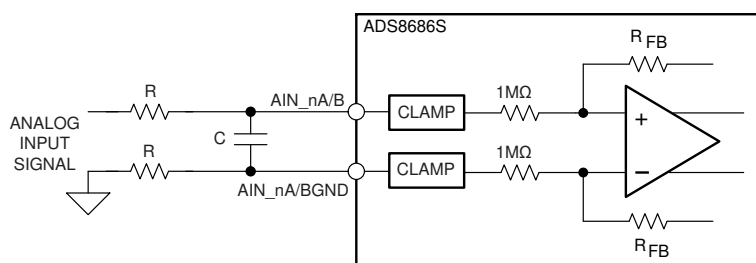 ADS8686S
R FB
R
AIN_nA/B
CLAMP
1MΩ
ANALOG
INPUT
SIGNAL
C
+
R
AIN_nA/BGND
CLAMP
1MΩ
−
R FB